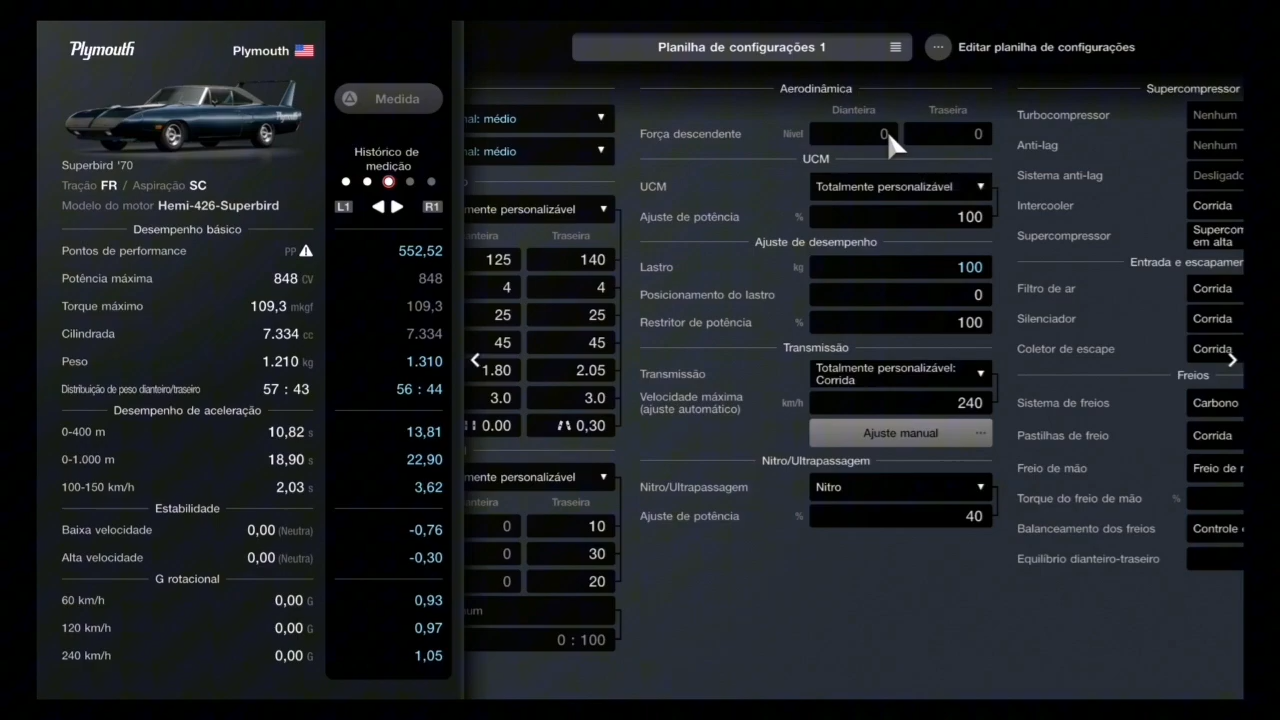 Plymouth
Plymouth
Superbird '70
Tração FR / Aspiração SC
Modelo do motor Hemi-426-Superbird
Desempenho básico
Pontos de performance PP
Potência máxima 848 CV
Torque máximo 109,3 mkgf
Cilindrada 7.334 cc
Peso 1.210 kg
Distribuição de peso dianteiro/traseiro 57 : 43
Desempenho de aceleração
0-400 m 10,82 s
0-1.000 m 18,90 s
100-150 km/h 2,03 s
Estabilidade
Baixa velocidade 0,00 (Neutra)
Alta velocidade 0,00 (Neutra)
G rotacional
60 km/h 0,00 G
120 km/h 0,00 G
240 km/h 0,00 G
Medida
Histórico de
medição
L1 R1
552,52
848
109,3
7.334
1.310
56 : 44
13,81
22,90
3,62
-0,76
-0,30
0,93
0,97
1,05
Planilha de configurações 1
Editar planilha de configurações
nal: médio
nal: médio
mente personalizável
anteira Traseira
125 140
4 4
25 25
45 45
1.80 2.05
3.0 3.0
0.00 0,30
mente personalizável
anteira Traseira
0 10
0 30
0 20
um
0 : 100
Aerodinâmica
Dianteira Traseira
Força descendente Nível 0 0
UCM
UCM Totalmente personalizável
Ajuste de potência % 100
Ajuste de desempenho
Lastro kg 100
Posicionamento do lastro 0
Restritor de potência % 100
Transmissão
Transmissão Totalmente personalizável:
Corrida
Velocidade máxima
(ajuste automático) km/h 240
Ajuste manual
Nitro/Ultrapassagem
Nitro/Ultrapassagem Nitro
Ajuste de potência % 40
Supercompressor
Turbocompressor Nenhum
Anti-lag Nenhum
Sistema anti-lag Desligado
Intercooler Corrida
Supercompressor Supercom
em alta
Entrada e escapamer
Filtro de ar Corrida
Silenciador Corrida
Coletor de escape Corrida
Freios
Sistema de freios Carbono
Pastilhas de freio Corrida
Freio de mão Freio de r
Torque do freio de mão %
Balanceamento dos freios Controle
Equilíbrio dianteiro-traseiro